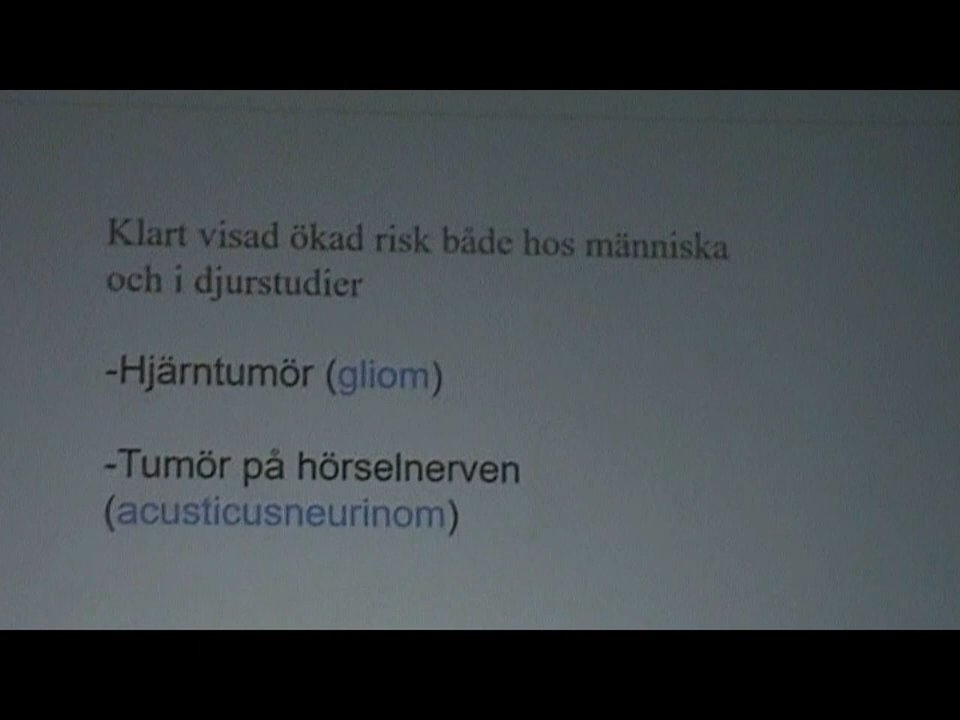 Klart visad ökad risk både hos människa
och i djurstudier
-Hjärntumör (gliom)
-Tumör på hörselnerven
(acusticusneurinom)